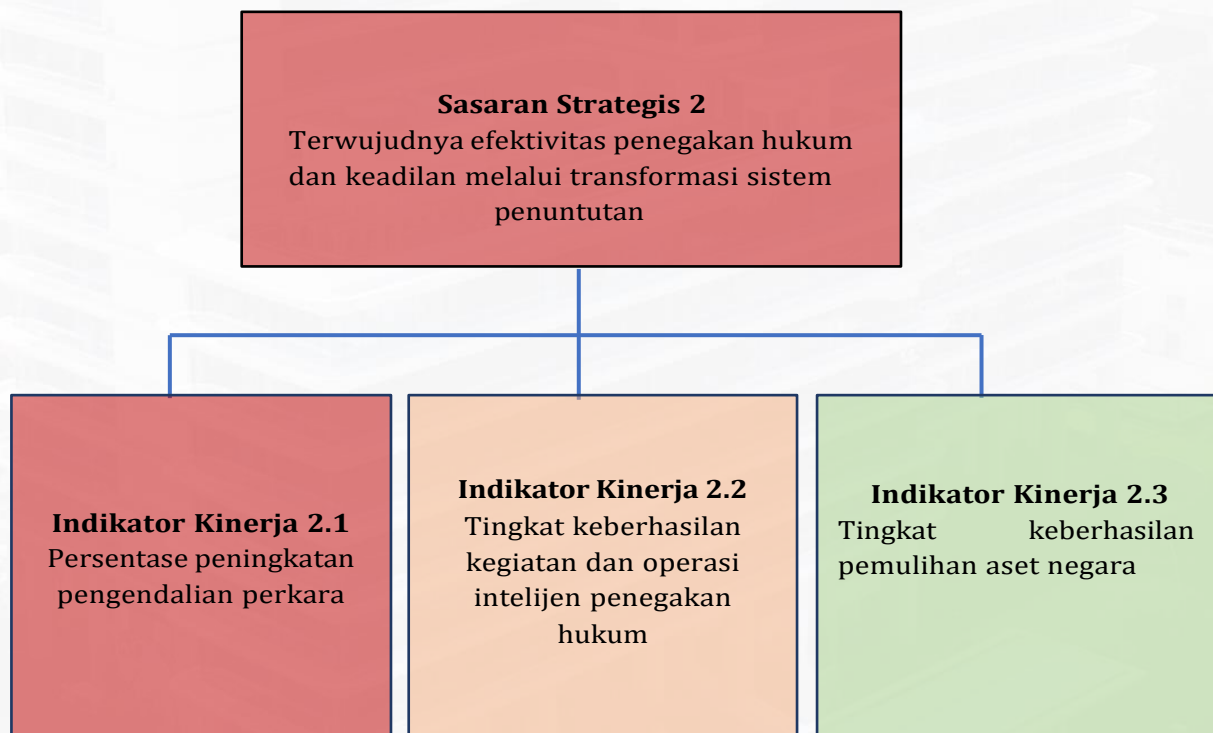 Sasaran Strategis 2
Terwujudnya efektivitas penegakan hukum
dan keadilan melalui transformasi sistem
penuntutan
Indikator Kinerja 2.1
Persentase peningkatan
pengendalian perkara
Indikator Kinerja 2.2
Tingkat keberhasilan
kegiatan dan operasi
intelijen penegakan
hukum
Indikator Kinerja 2.3
Tingkat keberhasilan
pemulihan aset negara